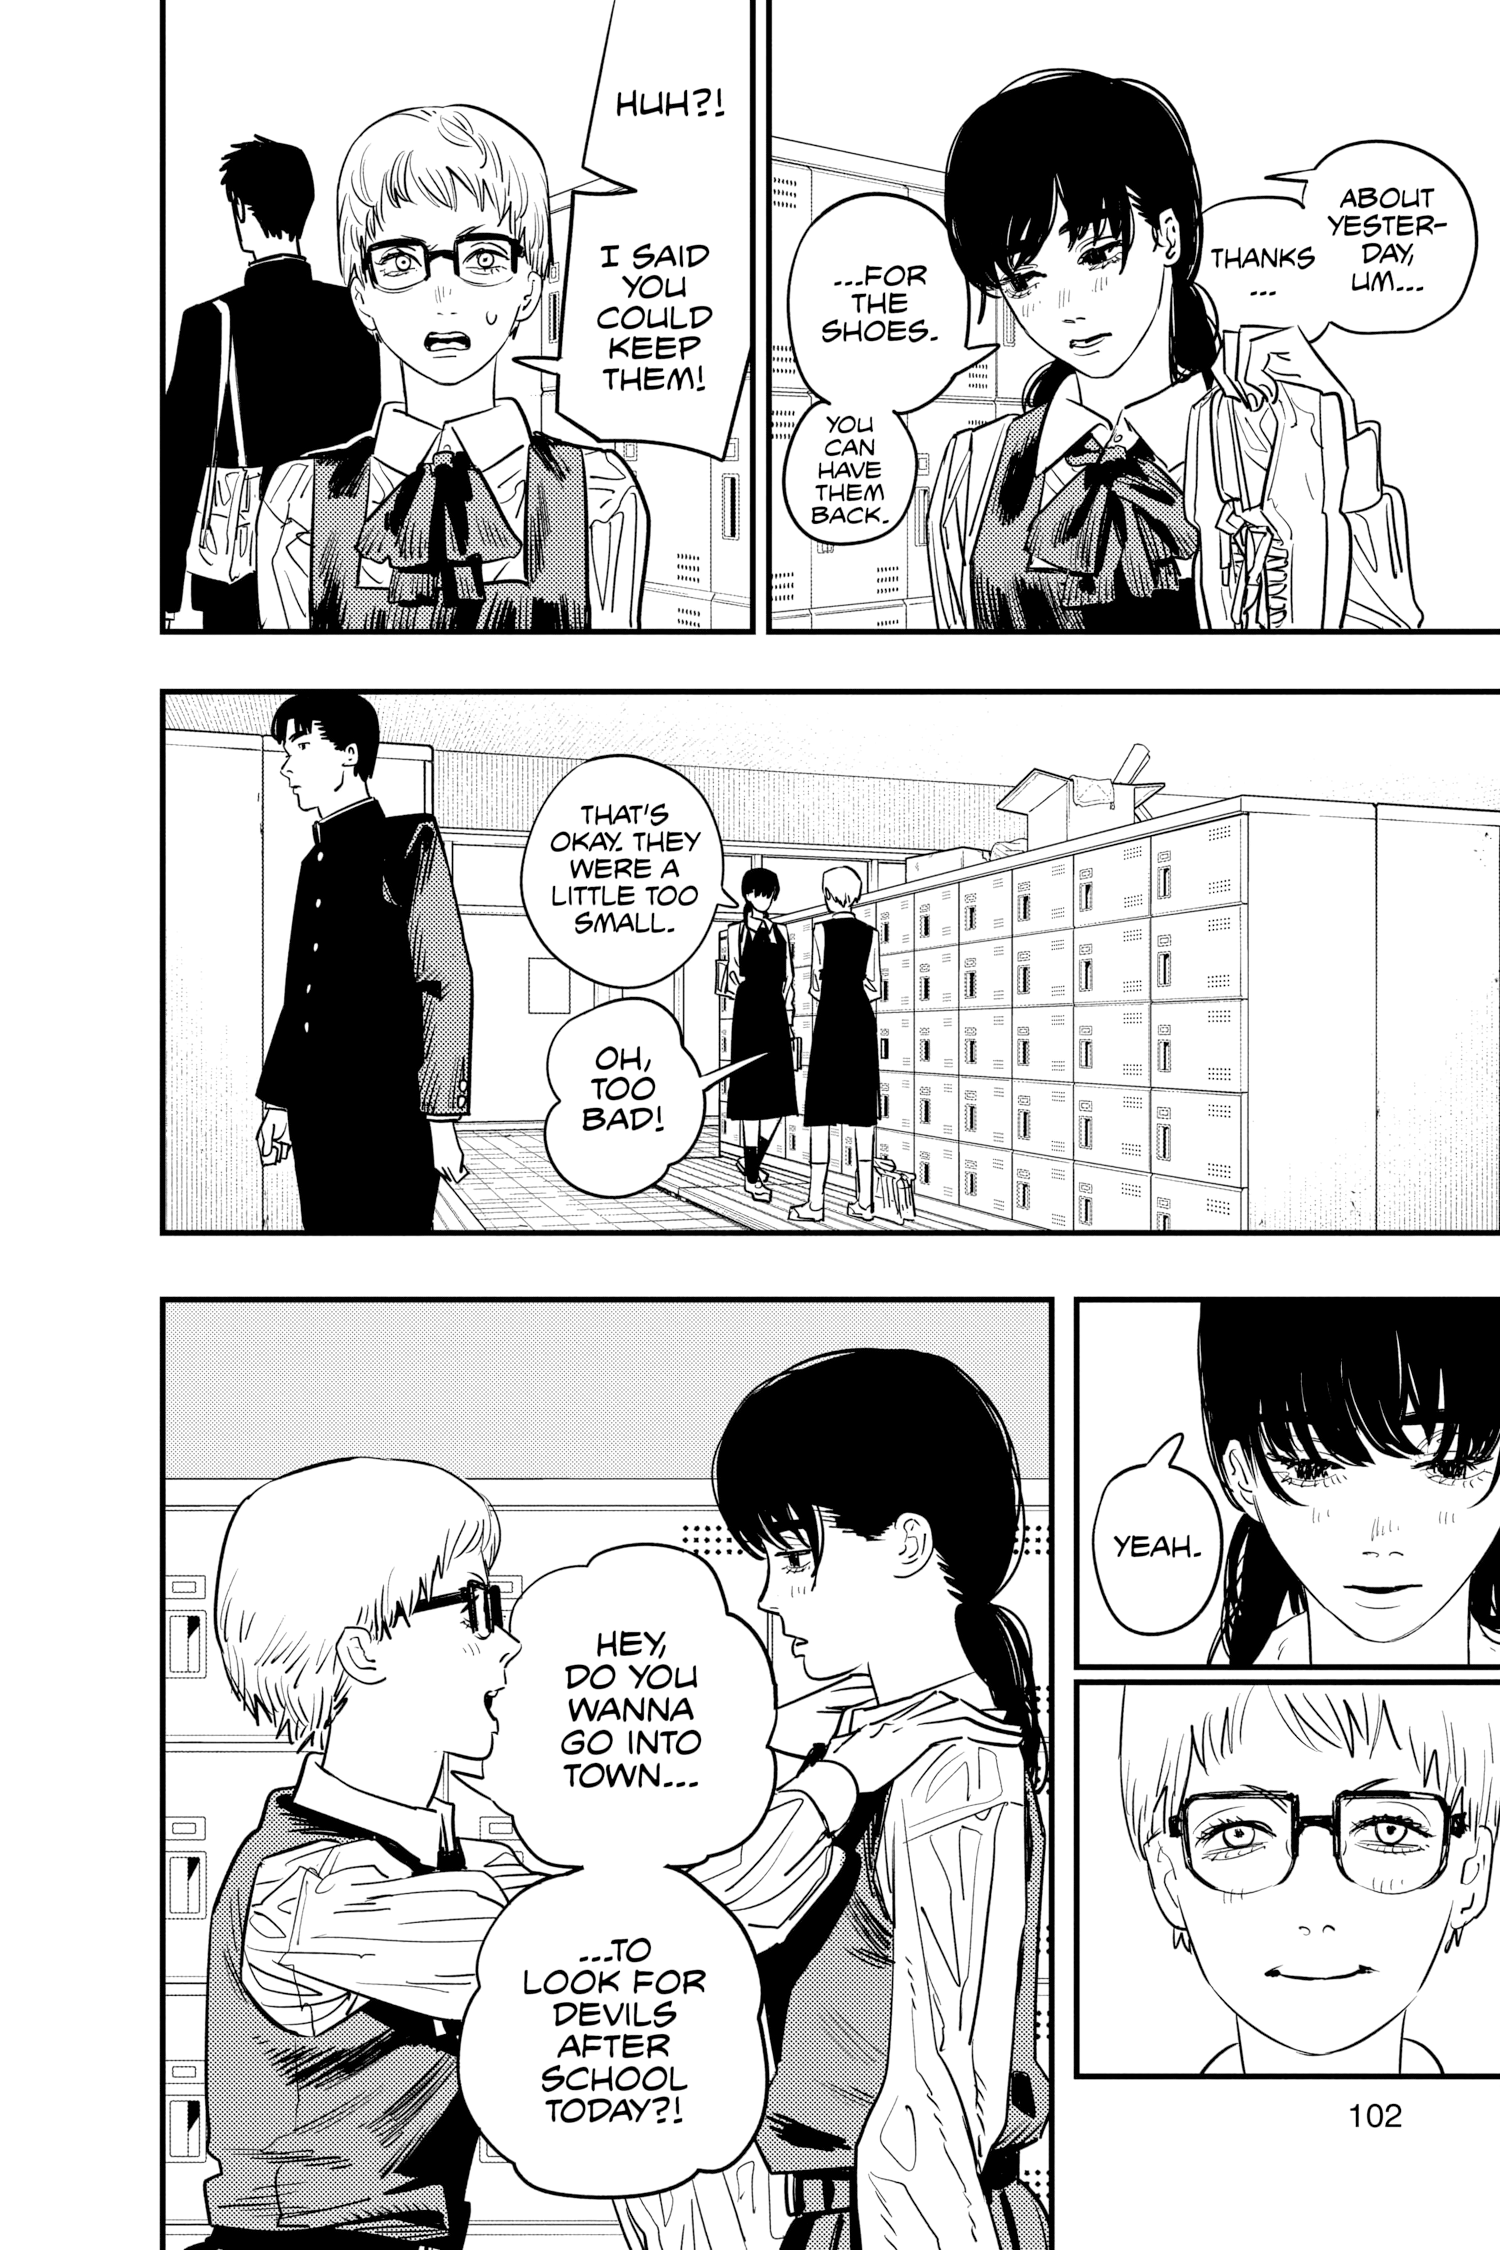 ABOUT
YESTER-
DAY,
UM...
THANKS
...
...FOR
THE
SHOES.
YOU
CAN
HAVE
THEM
BACK.
HUH?!
I SAID
YOU
COULD
KEEP
THEM!
THAT'S
OKAY. THEY
WERE A
LITTLE TOO
SMALL.
OH,
TOO
BAD!
YEAH.
HEY,
DO YOU
WANNA
GO INTO
TOWN...
...TO
LOOK FOR
DEVILS
AFTER
SCHOOL
TODAY?!
102